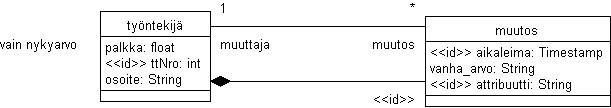 1
*
työntekijä
muutos
vain nykyarvo
palkka: float
muuttaja
muutos
<<id>> ttNro: int
osoite: String
<<id>> aikaleima: Timestamp
vanha_arvo: String
<<id>> attribuutti: String
<<id>>